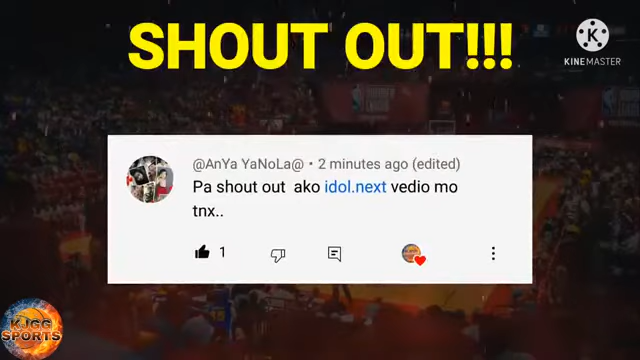 SHOUT OUT!!!
KINEMASTER
@AnYa YaNoLa@ • 2 minutes ago (edited)
Pa shout out ako idol.next vedio mo
tnx..
1
KJGG
SPORTS